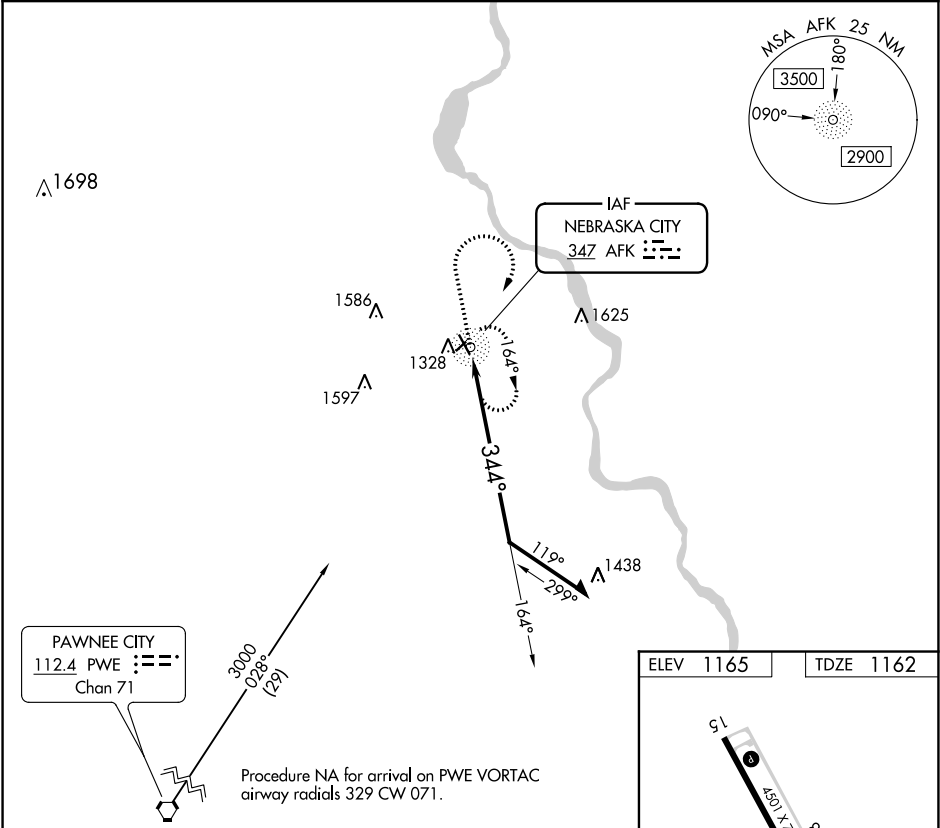 MSA AFK 25 NM
3500
180°
090°
2900
1698
IAF
NEBRASKA CITY
347 AFK
1586
1625
1328
164°
1597
344°
119°
299°
1438
164°
PAWNEE CITY
112.4 PWE
Chan 71
3000
028°
(29)
Procedure NA for arrival on PWE VORTAC
airway radials 329 CW 071.
ELEV 1165
TDZE 1162
15
P
4501 X